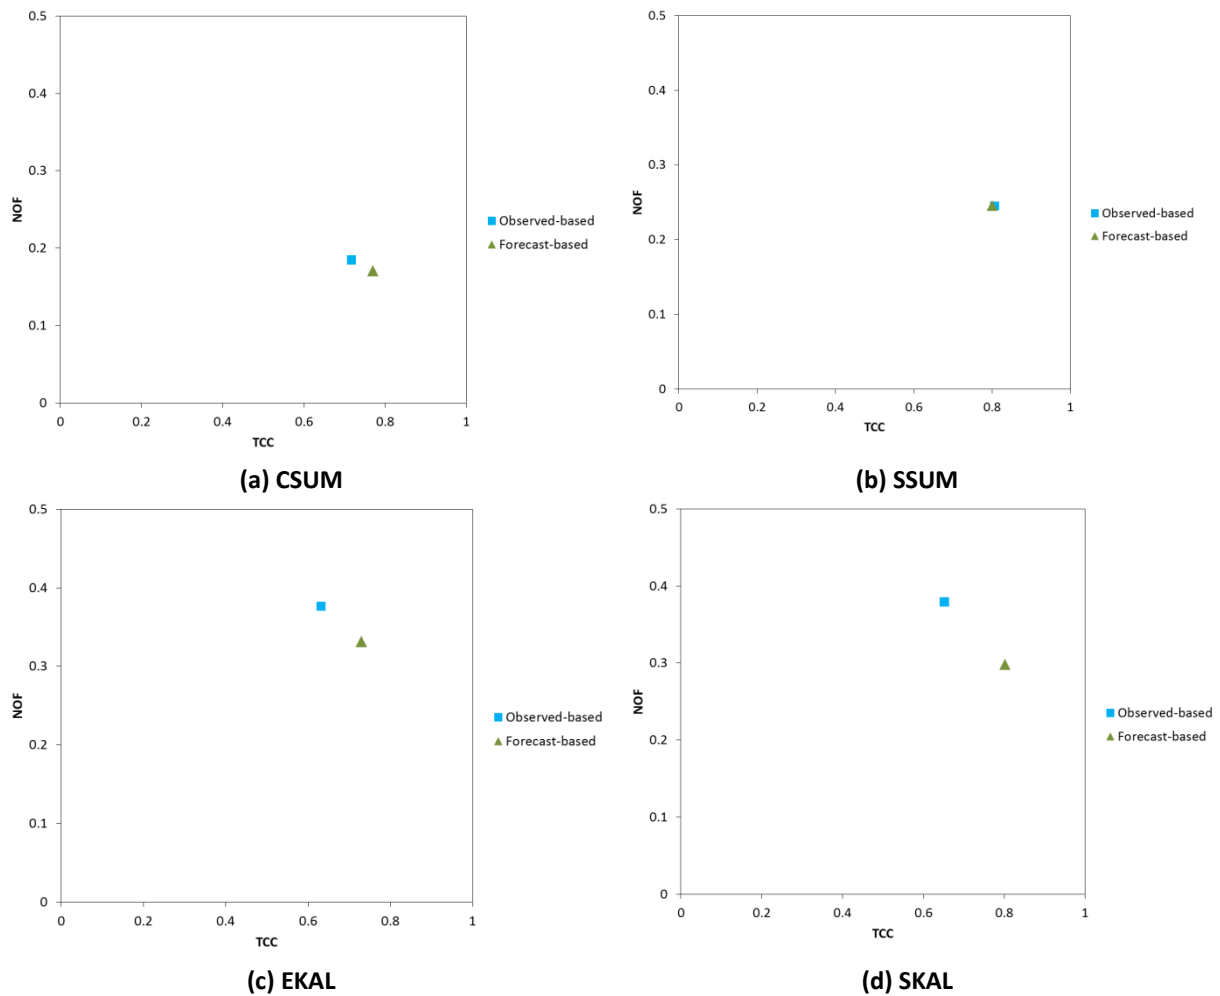 0.5
0.4
0.3
0.2
0.1
0
0 0.2 0.4 0.6 0.8 1
NOF
TCC
Observed-based
Forecast-based
(a) CSUM
0.5
0.4
0.3
0.2
0.1
0
0 0.2 0.4 0.6 0.8 1
NOF
TCC
Observed-based
Forecast-based
(b) SSUM
0.5
0.4
0.3
0.2
0.1
0
0 0.2 0.4 0.6 0.8 1
NOF
TCC
Observed-based
Forecast-based
(c) EKAL
0.5
0.4
0.3
0.2
0.1
0
0 0.2 0.4 0.6 0.8 1
NOF
TCC
Observed-based
Forecast-based
(d) SKAL